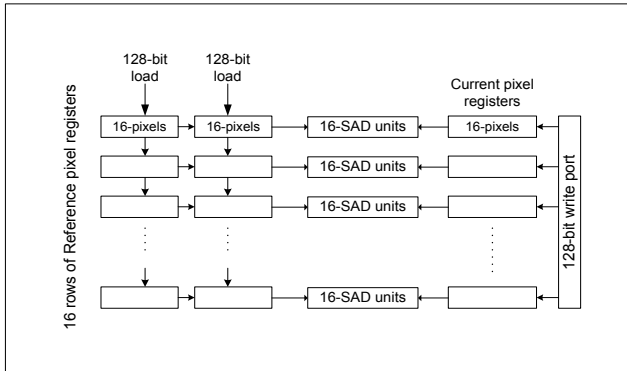 128-bit
load
128-bit
load
Current pixel
registers
16 rows of Reference pixel registers
16-pixels
16-pixels
16-SAD units
16-pixels
16-SAD units
16-SAD units
16-SAD units
128-bit write port